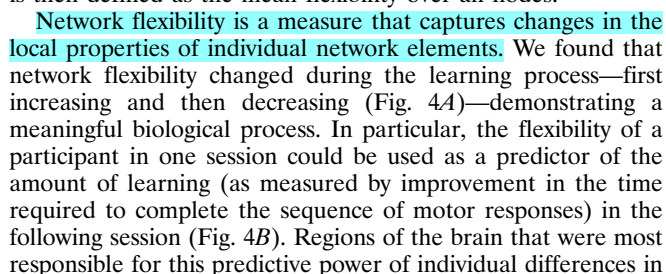 is then defined as the mean flexibility over all nodes.
Network flexibility is a measure that captures changes in the
local properties of individual network elements. We found that
network flexibility changed during the learning process—first
increasing and then decreasing (Fig. 4A)—demonstrating a
meaningful biological process. In particular, the flexibility of a
participant in one session could be used as a predictor of the
amount of learning (as measured by improvement in the time
required to complete the sequence of motor responses) in the
following session (Fig. 4B). Regions of the brain that were most
responsible for this predictive power of individual differences in